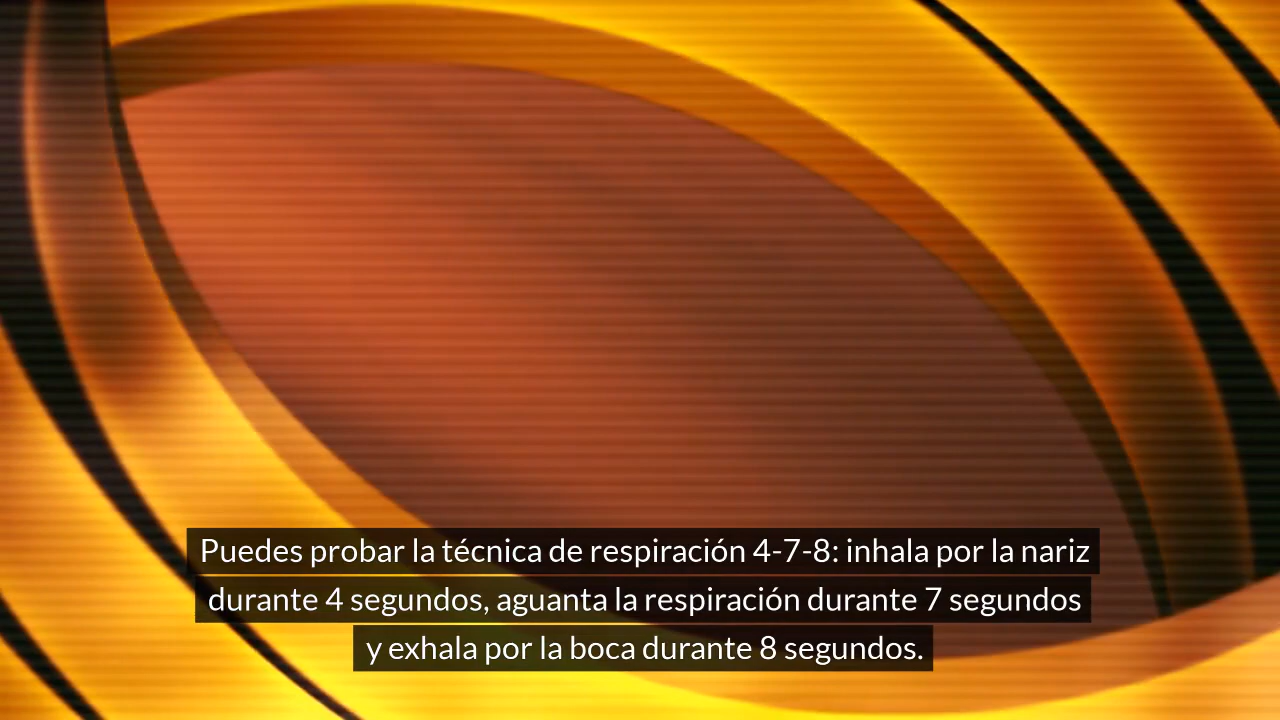 Puedes probar la técnica de respiración 4-7-8: inhala por la nariz
durante 4 segundos, aguanta la respiración durante 7 segundos
y exhala por la boca durante 8 segundos.